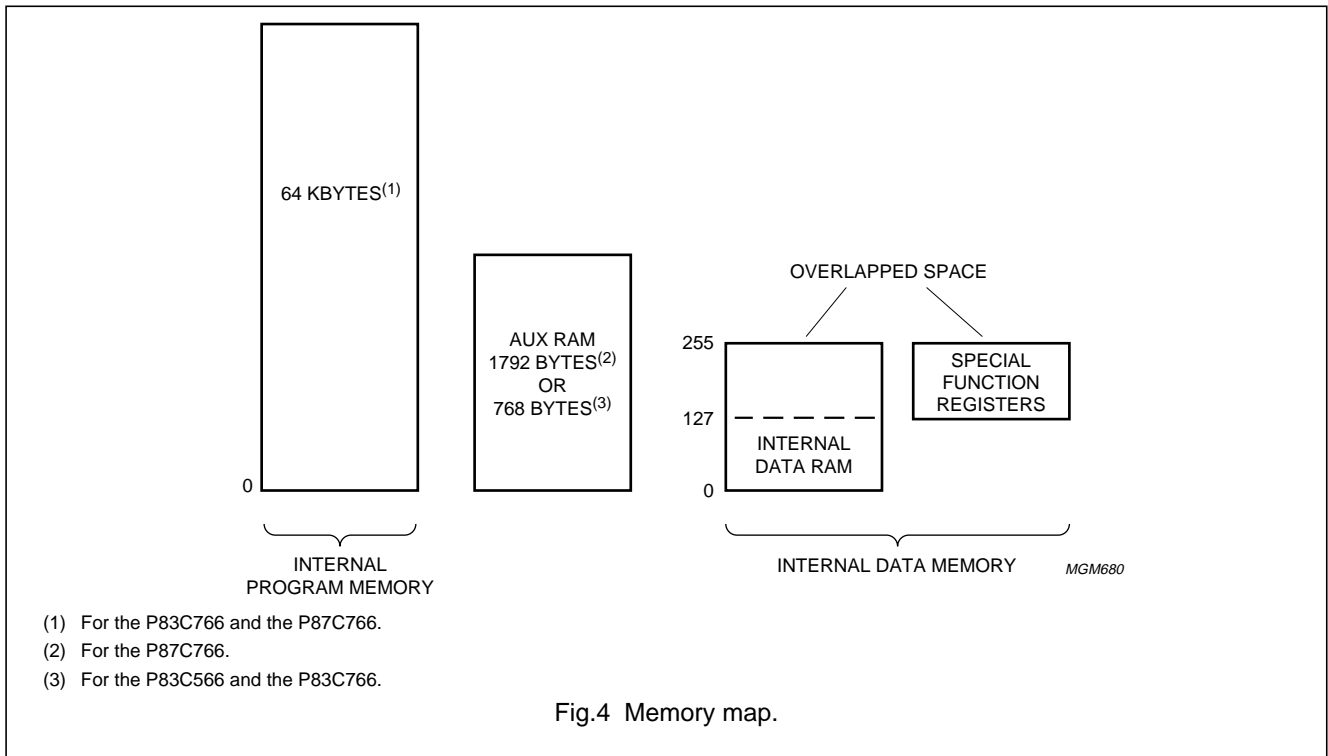 64 KBYTES(1)
0
INTERNAL
PROGRAM MEMORY
AUX RAM
1792 BYTES(2)
OR
768 BYTES(3)
OVERLAPPED SPACE
255
127
0
INTERNAL
DATA RAM
SPECIAL
FUNCTION
REGISTERS
INTERNAL DATA MEMORY
MGM680
(1) For the P83C766 and the P87C766.
(2) For the P87C766.
(3) For the P83C566 and the P83C766.
Fig.4 Memory map.